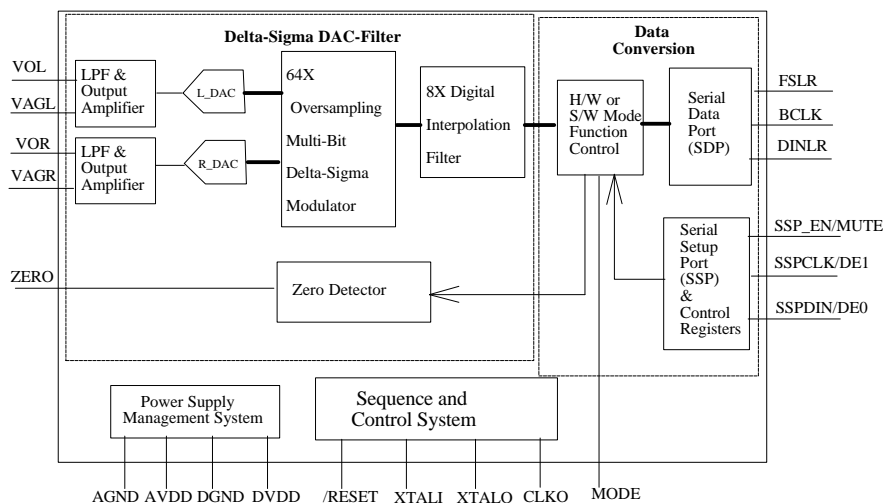 Delta-Sigma DAC-Filter
Data
Conversion
VOL
VAGL
VOR
VAGR
ZERO
LPF &
Output
Amplifier
LPF &
Output
Amplifier
L_DAC
R_DAC
64X
Oversampling
Multi-Bit
Delta-Sigma
Modulator
8X Digital
Interpolation
Filter
H/W or
S/W Mode
Function
Control
Serial
Data
Port
(SDP)
FSLR
BCLK
DINLR
Serial
Setup
Port
(SSP)
&
Control
Registers
SSP_EN/MUTE
SSPCLK/DE1
SSPDIN/DE0
Zero Detector
Power Supply
Management System
Sequence and
Control System
AGND AVDD DGND DVDD /RESET XTALI XTALO CLKO MODE